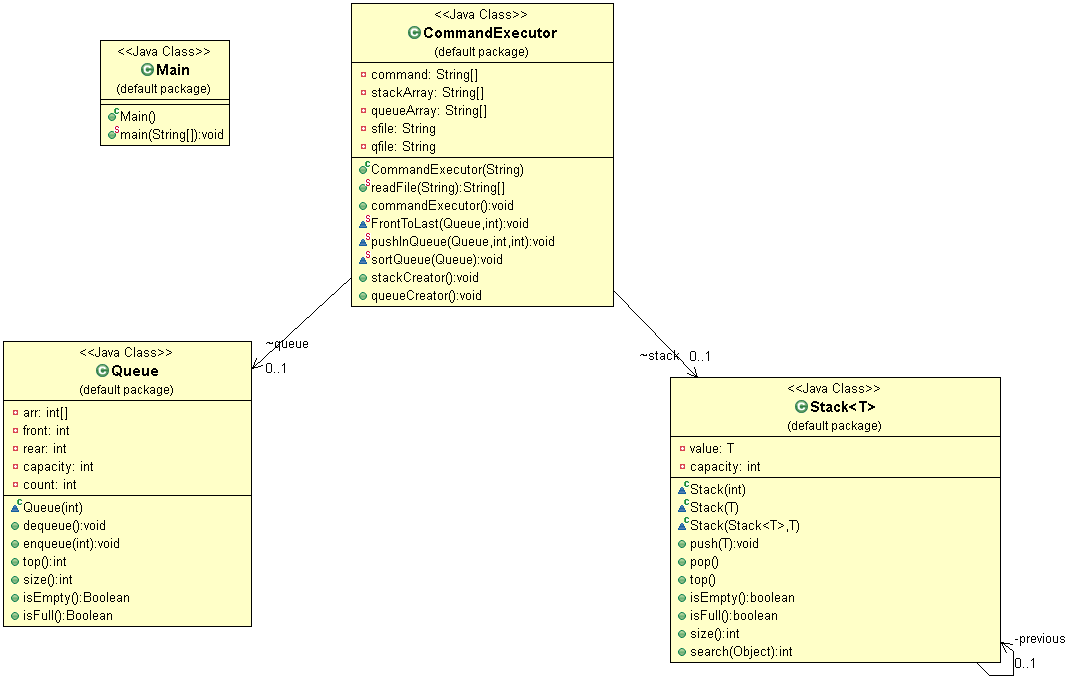 <<Java Class>>
CommandExecutor
(default package)
command: String[]
stackArray: String[]
queueArray: String[]
sfile: String
qfile: String
CommandExecutor(String)
readFile(String):String[]
commandExecutor():void
FrontToLast(Queue,int):void
pushInQueue(Queue,int,int):void
sortQueue(Queue):void
stackCreator():void
queueCreator():void
<<Java Class>>
Main
(default package)
Main()
main(String[]):void
~queue
0..1
~stack 0..1
<<Java Class>>
Queue
(default package)
arr: int[]
front: int
rear: int
capacity: int
count: int
Queue(int)
dequeue():void
enqueue(int):void
top():int
size():int
isEmpty():Boolean
isFull():Boolean
<<Java Class>>
Stack<T>
(default package)
value: T
capacity: int
Stack(int)
Stack(T)
Stack(Stack<T>,T)
push(T):void
pop()
top()
isEmpty():boolean
isFull():boolean
size():int
search(Object):int
-previous
0..1